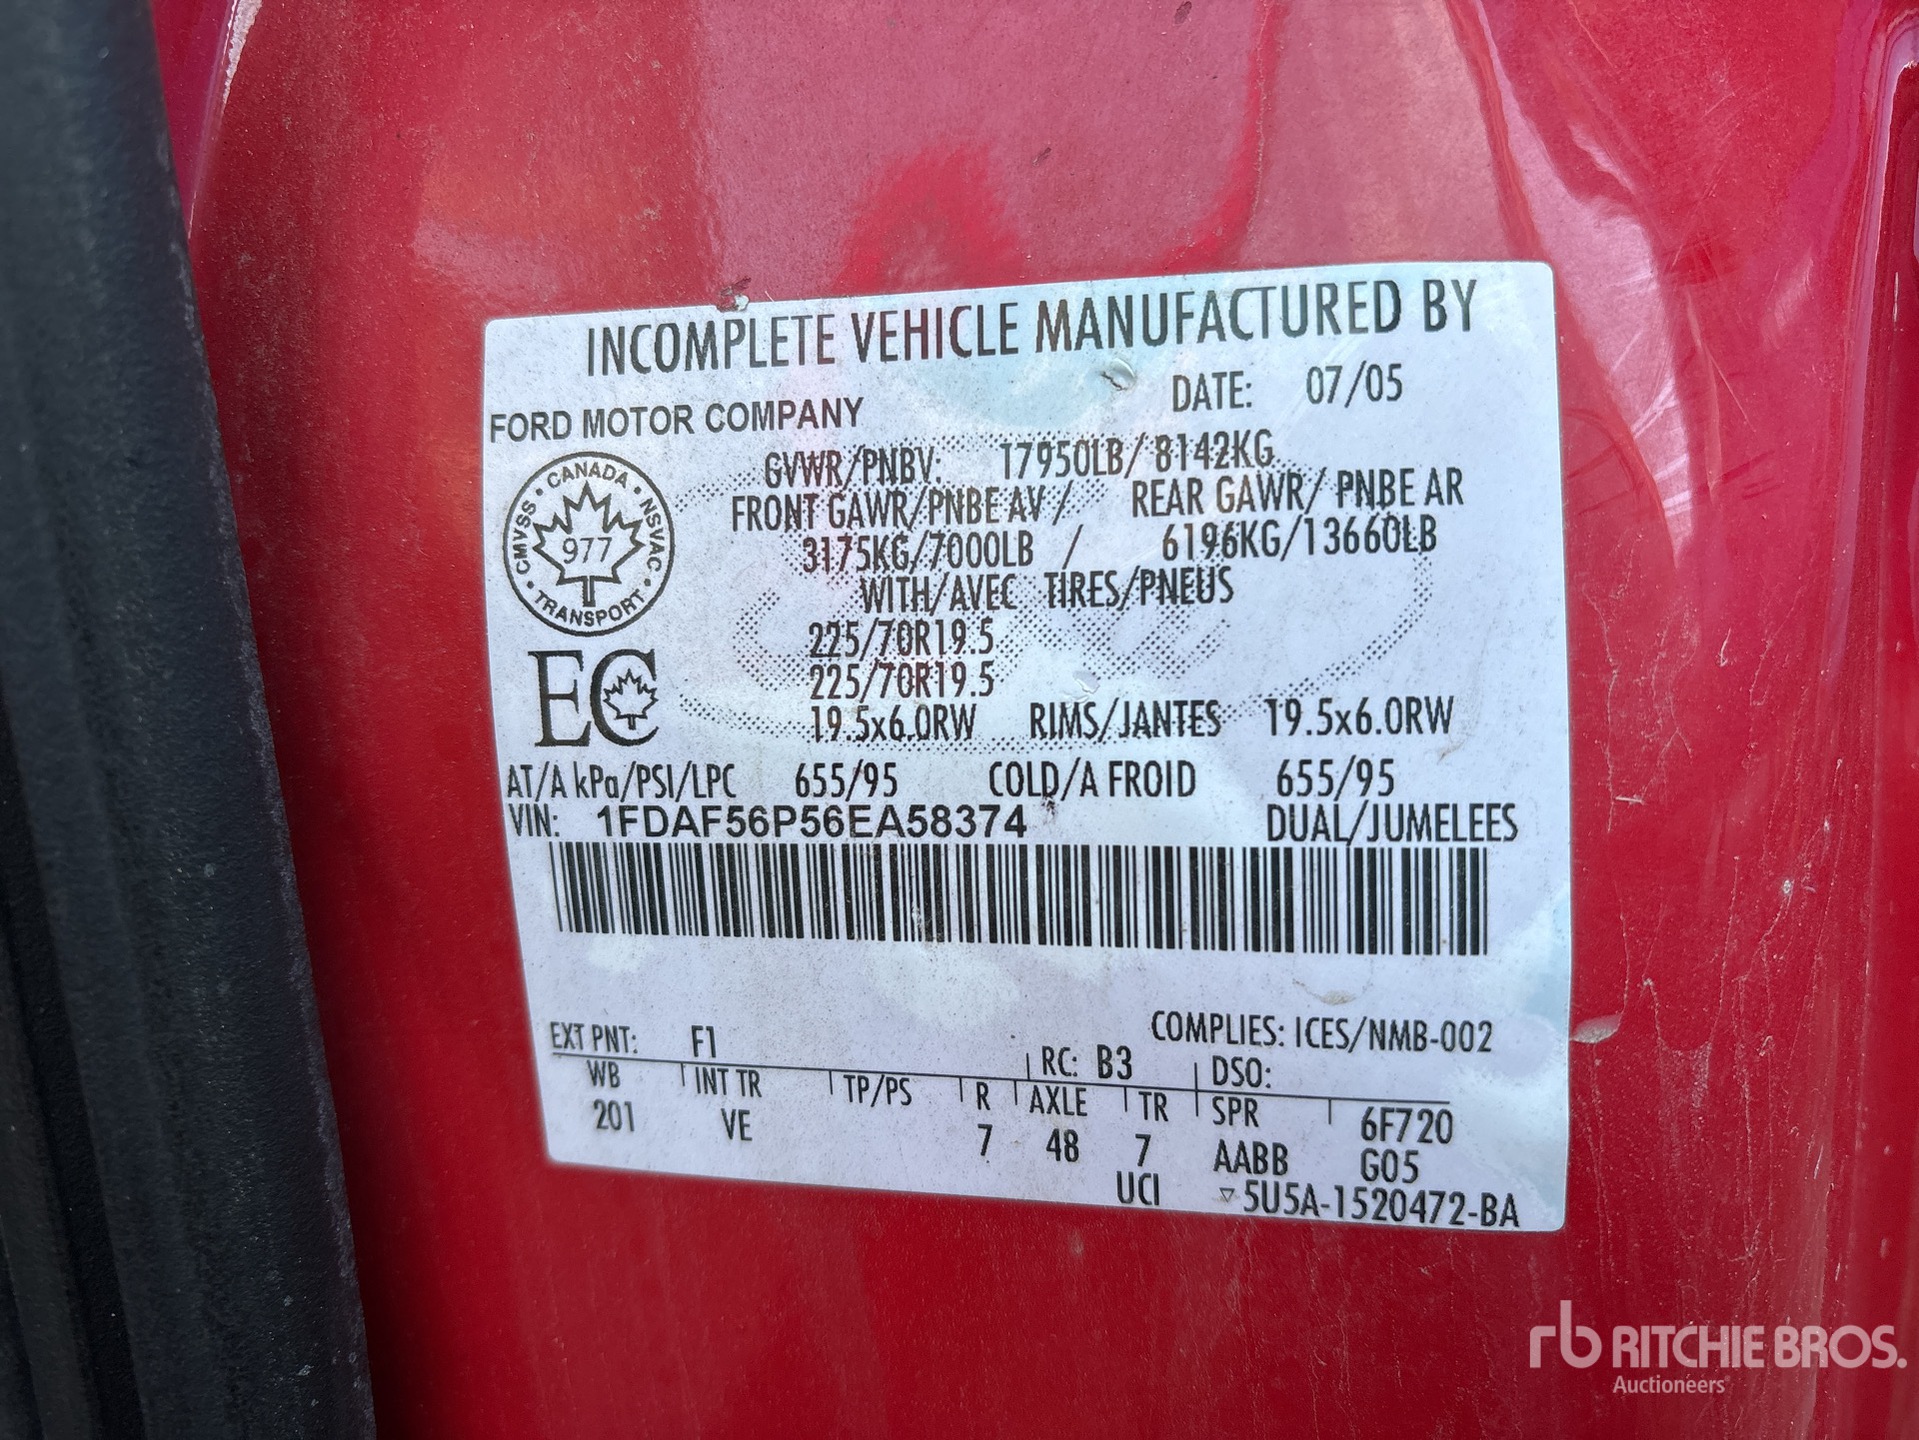 INCOMPLETE VEHICLE MANUFACTURED BY
FORD MOTOR COMPANY DATE: 07/05
GVWR/PNBV: 17950LB/ 8142KG
FRONT GAWR/PNBE AV / REAR GAWR/ PNBE AR
3175KG/7000LB / 6196KG/13660LB
WITH/AVEC TIRES/PNEUS
225/70R19.5
225/70R19.5
19.5x6.0RW RIMS/JANTES 19.5x6.0RW
CANADA · NSVAC · TRANSPORT · CMVSS ·
977
EC
AT/A kPa/PSI/LPC 655/95 COLD/A FROID 655/95
VIN: 1FDAF56P56EA58374 DUAL/JUMELEES
COMPLIES: ICES/NMB-002
EXT PNT: F1 RC: B3 DSO:
WB INT TR TP/PS R AXLE TR SPR 6F720
201 VE 7 48 7 AABB G05
UCI ▿5U5A-1520472-BA
rb RITCHIE BROS.
Auctioneers